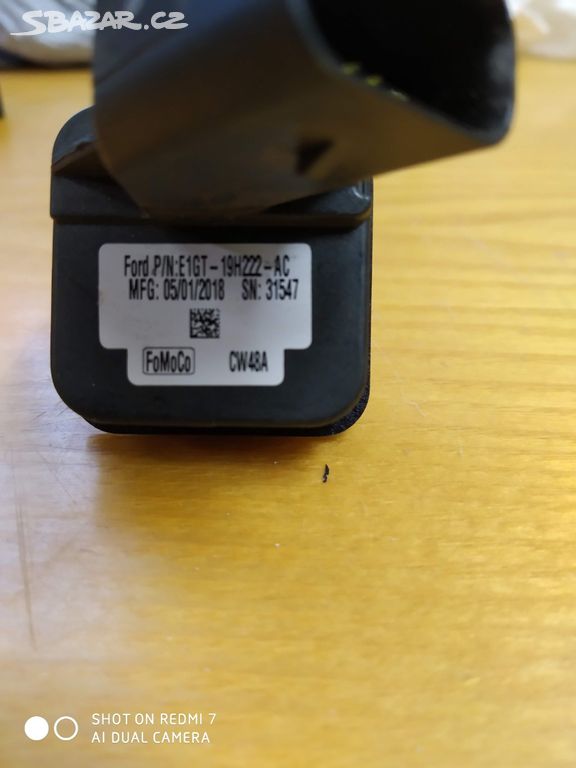 SBAZAR.CZ
Ford P/N:E1GT-19H222-AC
MFG: 05/01/2018 SN: 31547
FoMoCo CW48A
SHOT ON REDMI 7
AI DUAL CAMERA